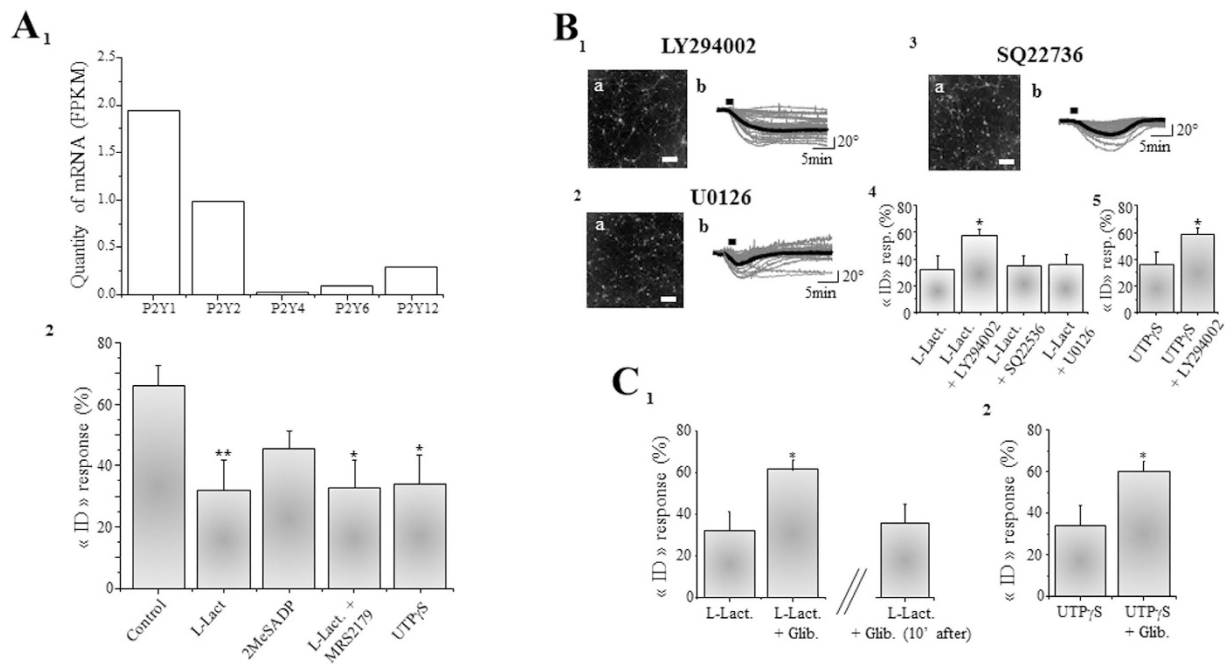 A
1
Quantity of mRNA (FPKM)
2.5
2.0
1.5
1.0
0.5
0.0
P2Y1 P2Y2 P2Y4 P2Y6 P2Y12
2
« ID » response (%)
80
60
40
20
0
** * *
Control L-Lact 2MeSADP L-Lact. + MRS2179 UTPγS
B
1
LY294002
a
b
20°
5min
2
U0126
a
b
20°
5min
3
SQ22736
a
b
20°
5min
4
« ID» resp. (%)
80
60
40
20
0
*
L-Lact. L-Lact. + LY294002 L-Lact. + SQ22536 L-Lact + U0126
5
« ID» resp. (%)
80
60
40
20
0
*
UTPγS UTPγS + LY294002
C
1
« ID » response (%)
80
60
40
20
0
*
L-Lact. L-Lact. + Glib. L-Lact. + Glib. (10’ after)
2
« ID » response (%)
80
60
40
20
0
*
UTPγS UTPγS + Glib.